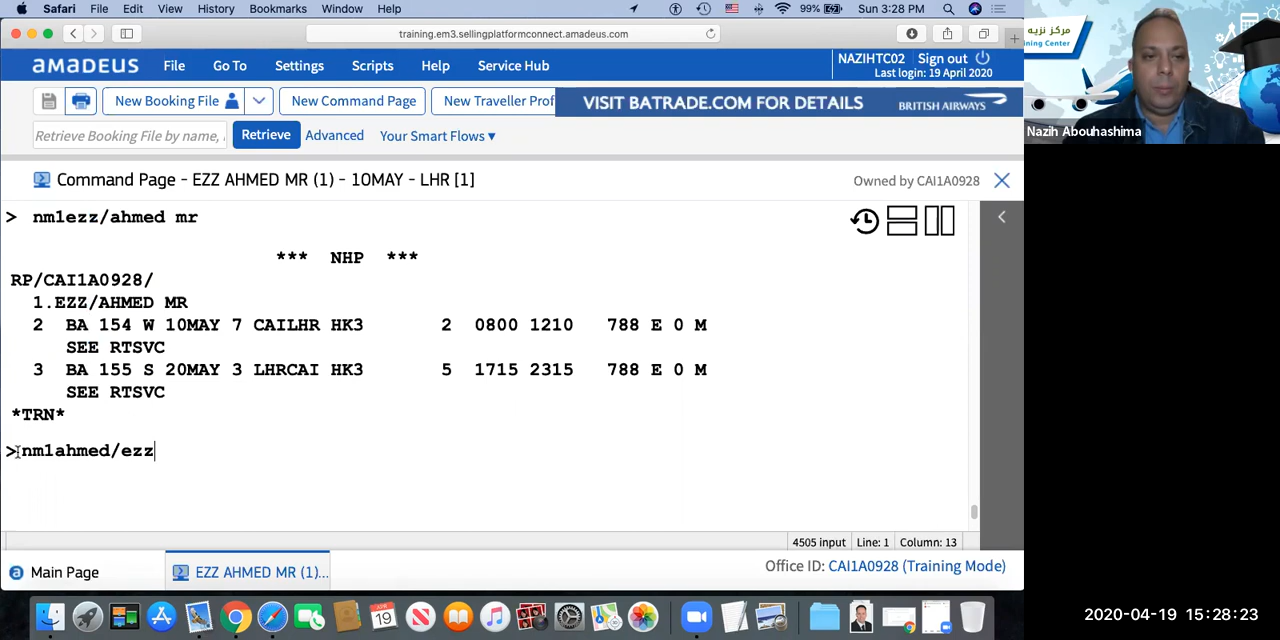 Safari File Edit View History Bookmarks Window Help 99% Sun 3:28 PM
training.em3.sellingplatformconnect.amadeus.com
مركز نزيه
ining Center
amadeus File Go To Settings Scripts Help Service Hub NAZIHTC02 Sign out
Last login: 19 April 2020
New Booking File New Command Page New Traveller Prof VISIT BATRADE.COM FOR DETAILS BRITISH AIRWAYS
Nazih Abouhashima
Retrieve Booking File by name, Retrieve Advanced Your Smart Flows
Command Page - EZZ AHMED MR (1) - 10MAY - LHR [1] Owned by CAI1A0928
> nm1ezz/ahmed mr
*** NHP ***
RP/CAI1A0928/
1.EZZ/AHMED MR
2 BA 154 W 10MAY 7 CAILHR HK3 2 0800 1210 788 E 0 M
SEE RTSVC
3 BA 155 S 20MAY 3 LHRCAI HK3 5 1715 2315 788 E 0 M
SEE RTSVC
*TRN*
>nm1ahmed/ezz
4505 input Line: 1 Column: 13
Main Page EZZ AHMED MR (1)... Office ID: CAI1A0928 (Training Mode)
APR
19
2020-04-19 15:28:23